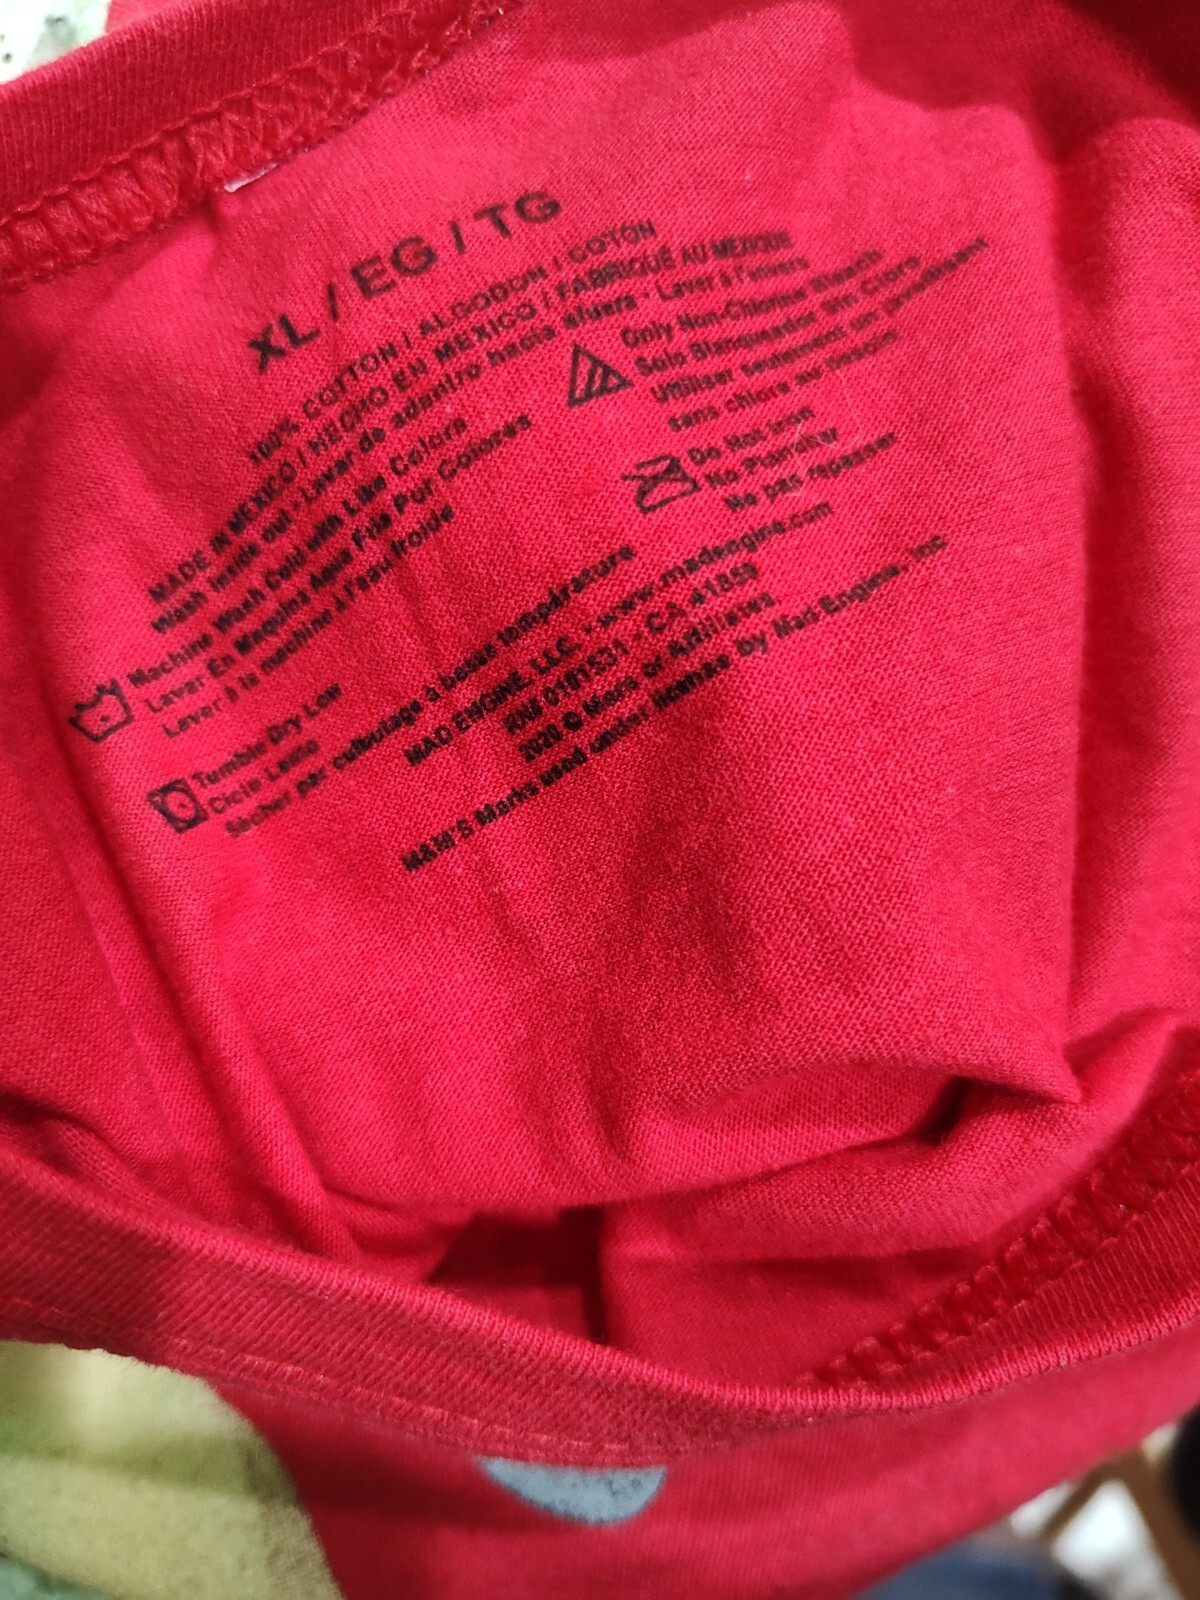 XL / EG / TG
100% COTTON / ALGODON / COTON
MADE IN MEXICO / HECHO EN MEXICO / FABRIQUÉ AU MEXIQUE
Wash inside out - Lavar de adentro hacia afuera - Laver à l'envers
Machine Wash Cold with Like Colors
Lavar En Maquina Agua Fria Por Colores
Laver à la machine à l'eau froide
Only Non-Chlorine Bleach
Solo Blanqueador No Cloro
Utiliser seulement un
sans chlore au besoin
Tumble Dry Low
Ciclo Lento
Sécher par culbutage à basse température
Do Not Iron
No Planchar
Ne pas repasser
MAD ENGINE, LLC. • www.madengine.com
RN# 0101531 - CA 41869
2020 © Mars or Affiliates
M&M'S Marks used under license by Mad Engine, Inc